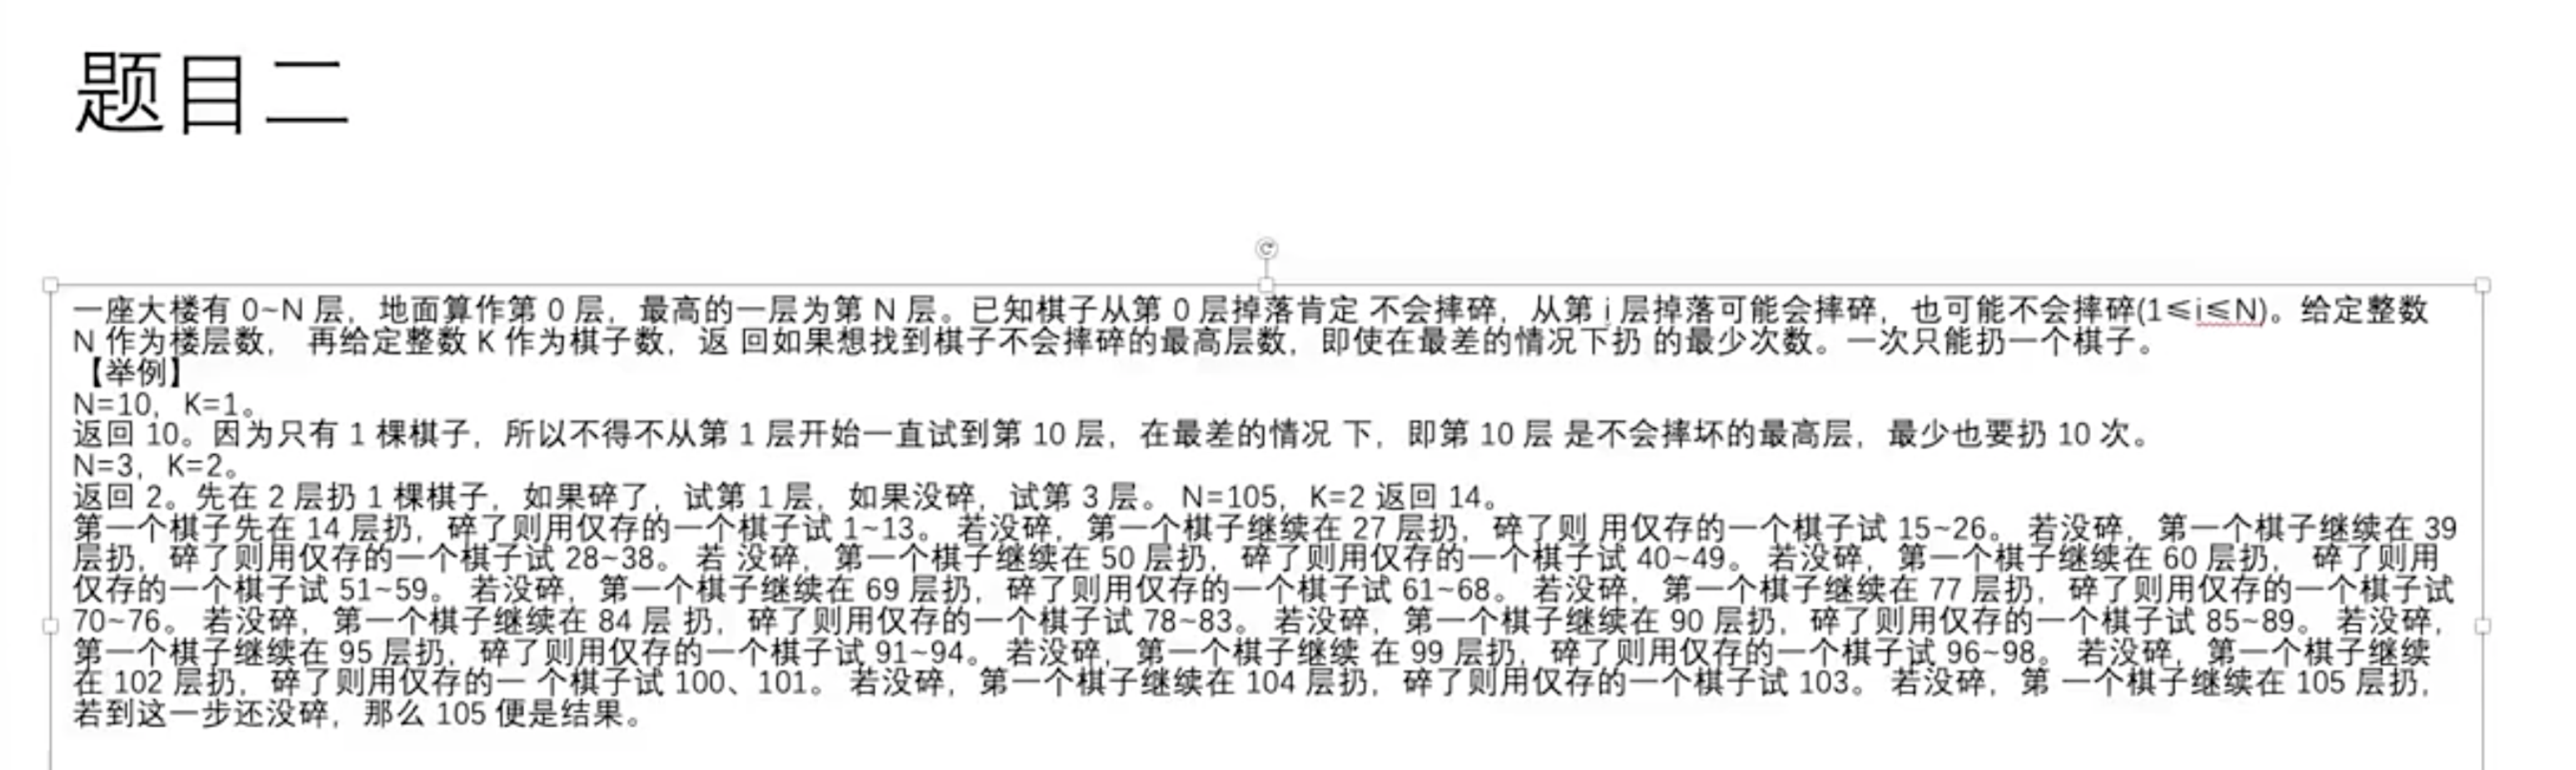 题目二
一座大楼有 0~N 层，地面算作第 0 层，最高的一层为第 N 层。已知棋子从第 0 层掉落肯定 不会摔碎，从第 i 层掉落可能会摔碎，也可能不会摔碎(1≤i≤N)。给定整数
N 作为楼层数， 再给定整数 K 作为棋子数，返 回如果想找到棋子不会摔碎的最高层数，即使在最差的情况下扔 的最少次数。一次只能扔一个棋子。
【举例】
N=10，K=1。
返回 10。因为只有 1 棵棋子，所以不得不从第 1 层开始一直试到第 10 层，在最差的情况 下，即第 10 层 是不会摔坏的最高层，最少也要扔 10 次。
N=3，K=2。
返回 2。先在 2 层扔 1 棵棋子，如果碎了，试第 1 层，如果没碎，试第 3 层。 N=105，K=2 返回 14。
第一个棋子先在 14 层扔，碎了则用仅存的一个棋子试 1~13。 若没碎，第一个棋子继续在 27 层扔，碎了则 用仅存的一个棋子试 15~26。 若没碎，第一个棋子继续在 39
层扔，碎了则用仅存的一个棋子试 28~38。 若 没碎，第一个棋子继续在 50 层扔，碎了则用仅存的一个棋子试 40~49。 若没碎，第一个棋子继续在 60 层扔， 碎了则用
仅存的一个棋子试 51~59。 若没碎，第一个棋子继续在 69 层扔，碎了则用仅存的一个棋子试 61~68。 若没碎，第一个棋子继续在 77 层扔，碎了则用仅存的一个棋子试
70~76。 若没碎，第一个棋子继续在 84 层 扔，碎了则用仅存的一个棋子试 78~83。 若没碎，第一个棋子继续在 90 层扔，碎了则用仅存的一个棋子试 85~89。 若没碎，
第一个棋子继续在 95 层扔，碎了则用仅存的一个棋子试 91~94。 若没碎，第一个棋子继续 在 99 层扔，碎了则用仅存的一个棋子试 96~98。 若没碎，第一个棋子继续
在 102 层扔，碎了则用仅存的一 个棋子试 100、101。 若没碎，第一个棋子继续在 104 层扔，碎了则用仅存的一个棋子试 103。 若没碎，第 一个棋子继续在 105 层扔，
若到这一步还没碎，那么 105 便是结果。